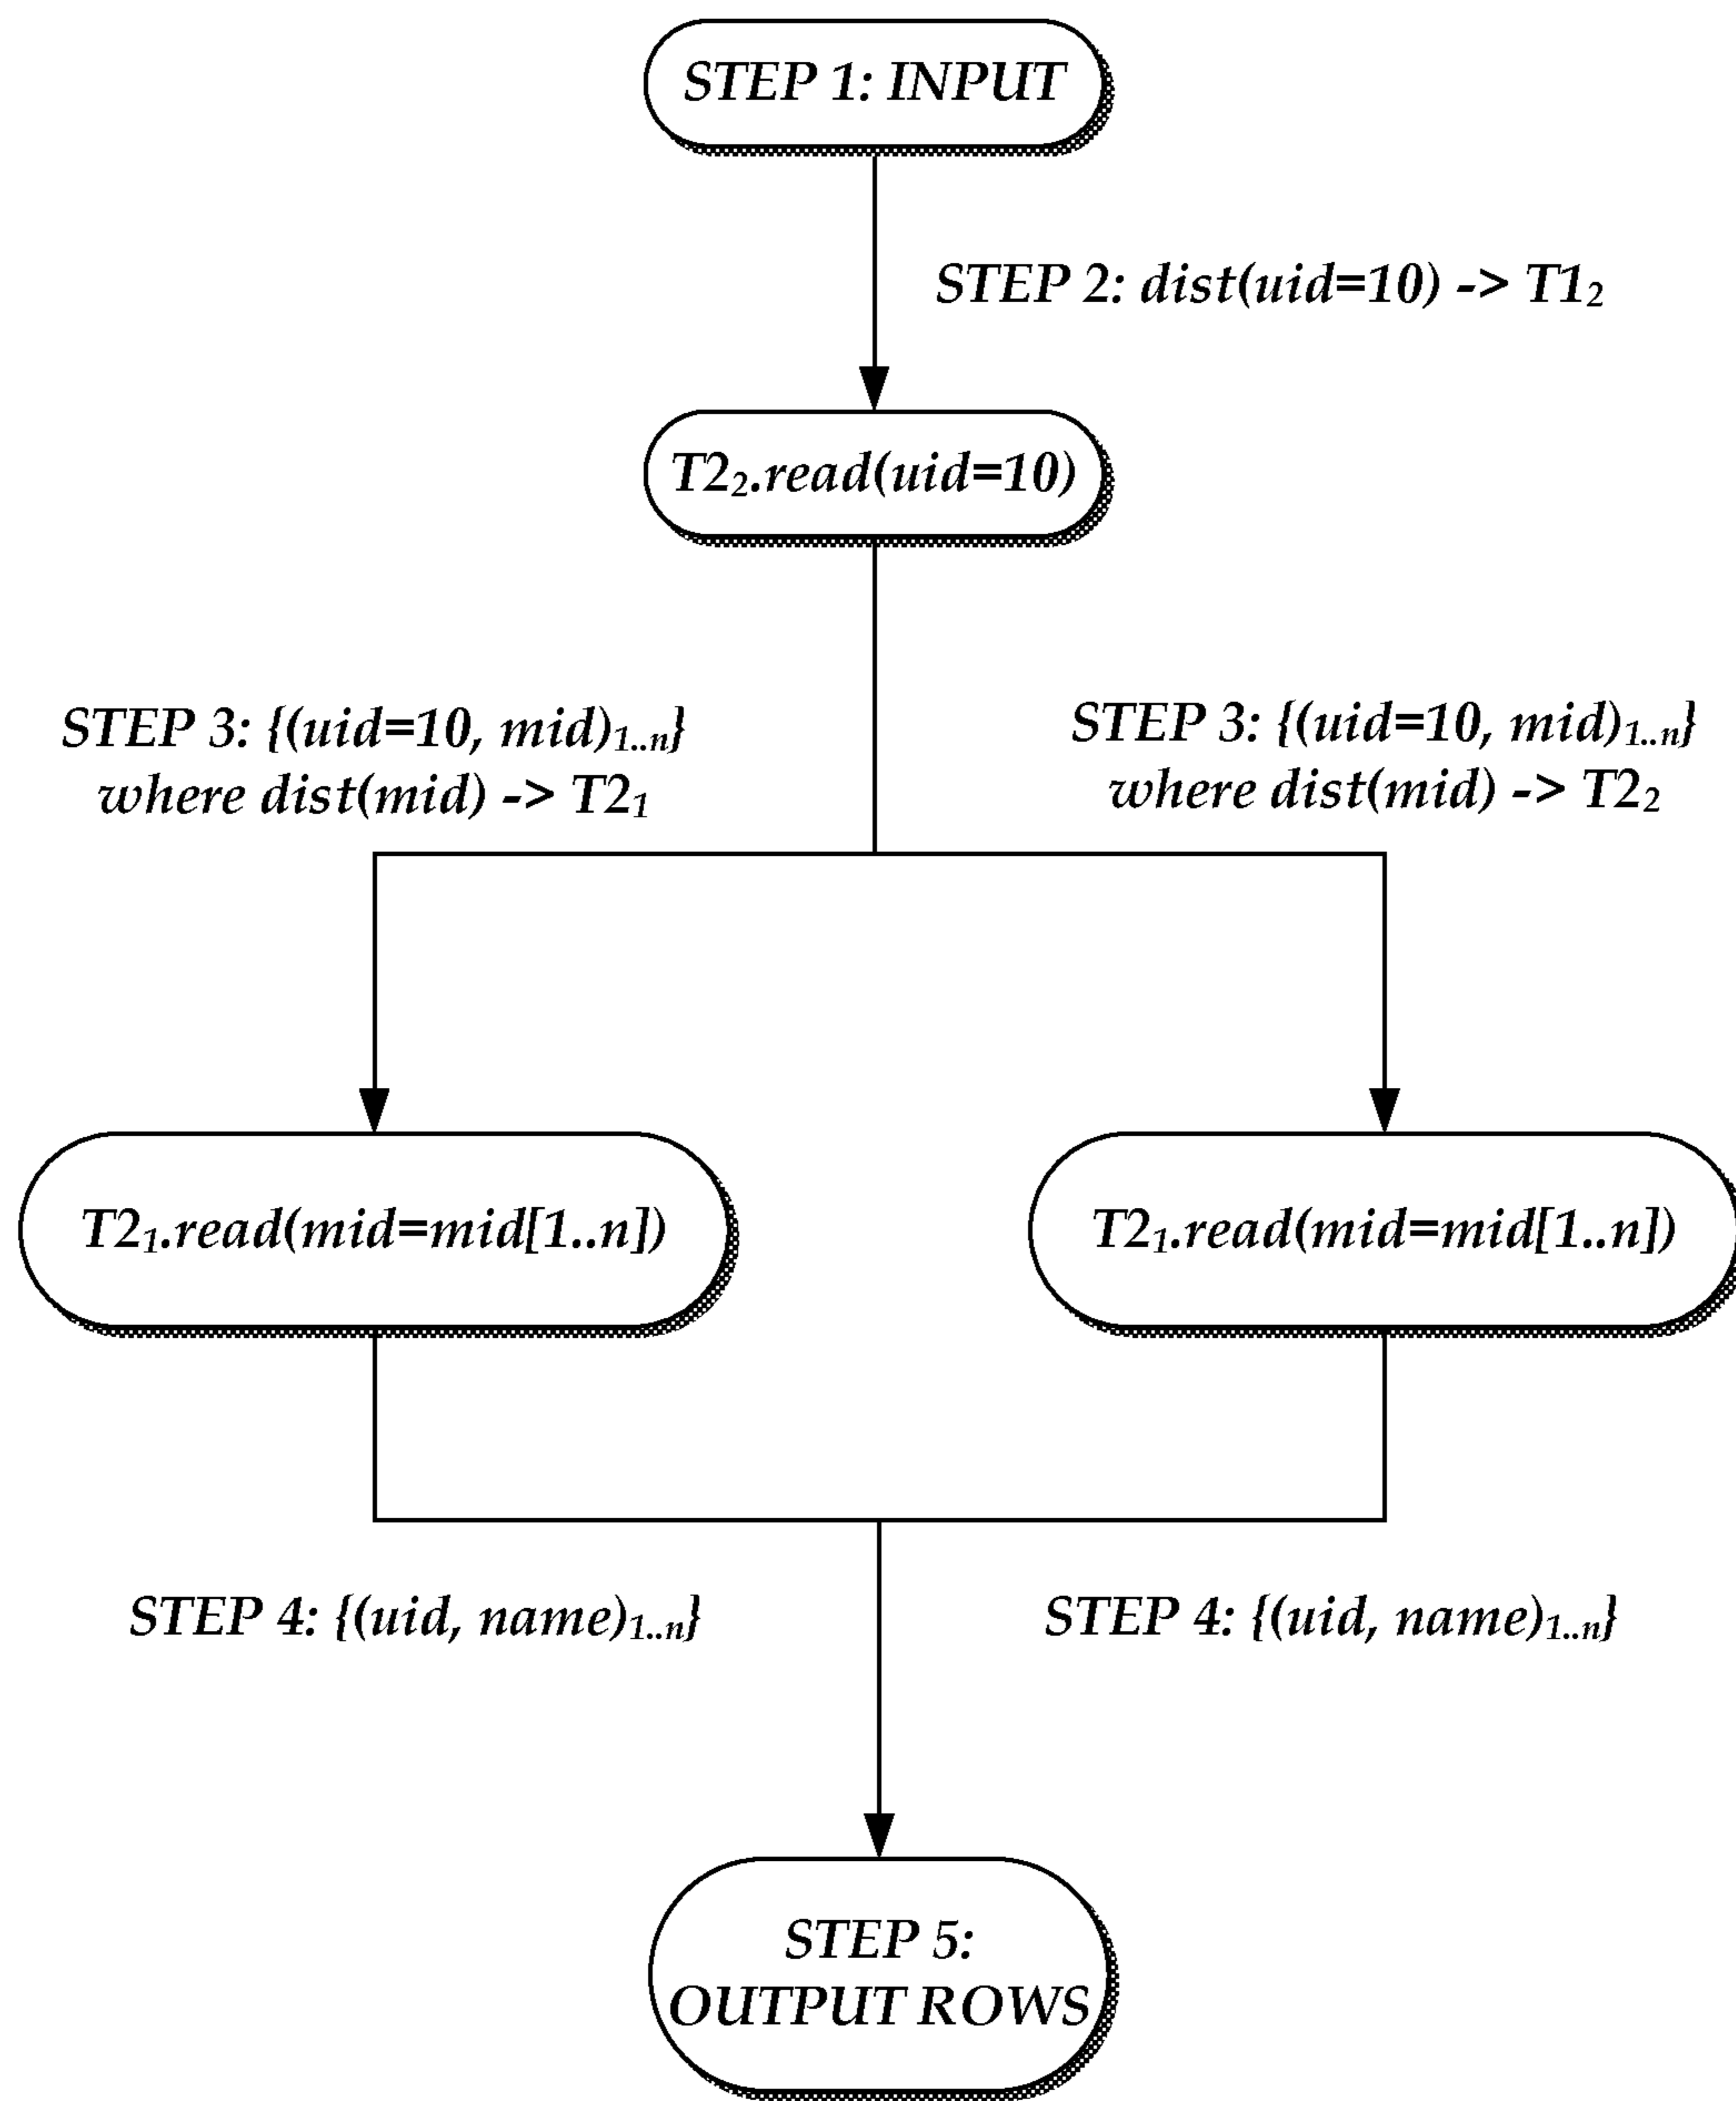 STEP 1: INPUT
STEP 2: dist(uid=10) -> T1₂
T2₂.read(uid=10)
STEP 3: {(uid=10, mid)₁..ₙ}
where dist(mid) -> T2₁
STEP 3: {(uid=10, mid)₁..ₙ}
where dist(mid) -> T2₂
T2₁.read(mid=mid[1..n])
T2₁.read(mid=mid[1..n])
STEP 4: {(uid, name)₁..ₙ}
STEP 4: {(uid, name)₁..ₙ}
STEP 5:
OUTPUT ROWS